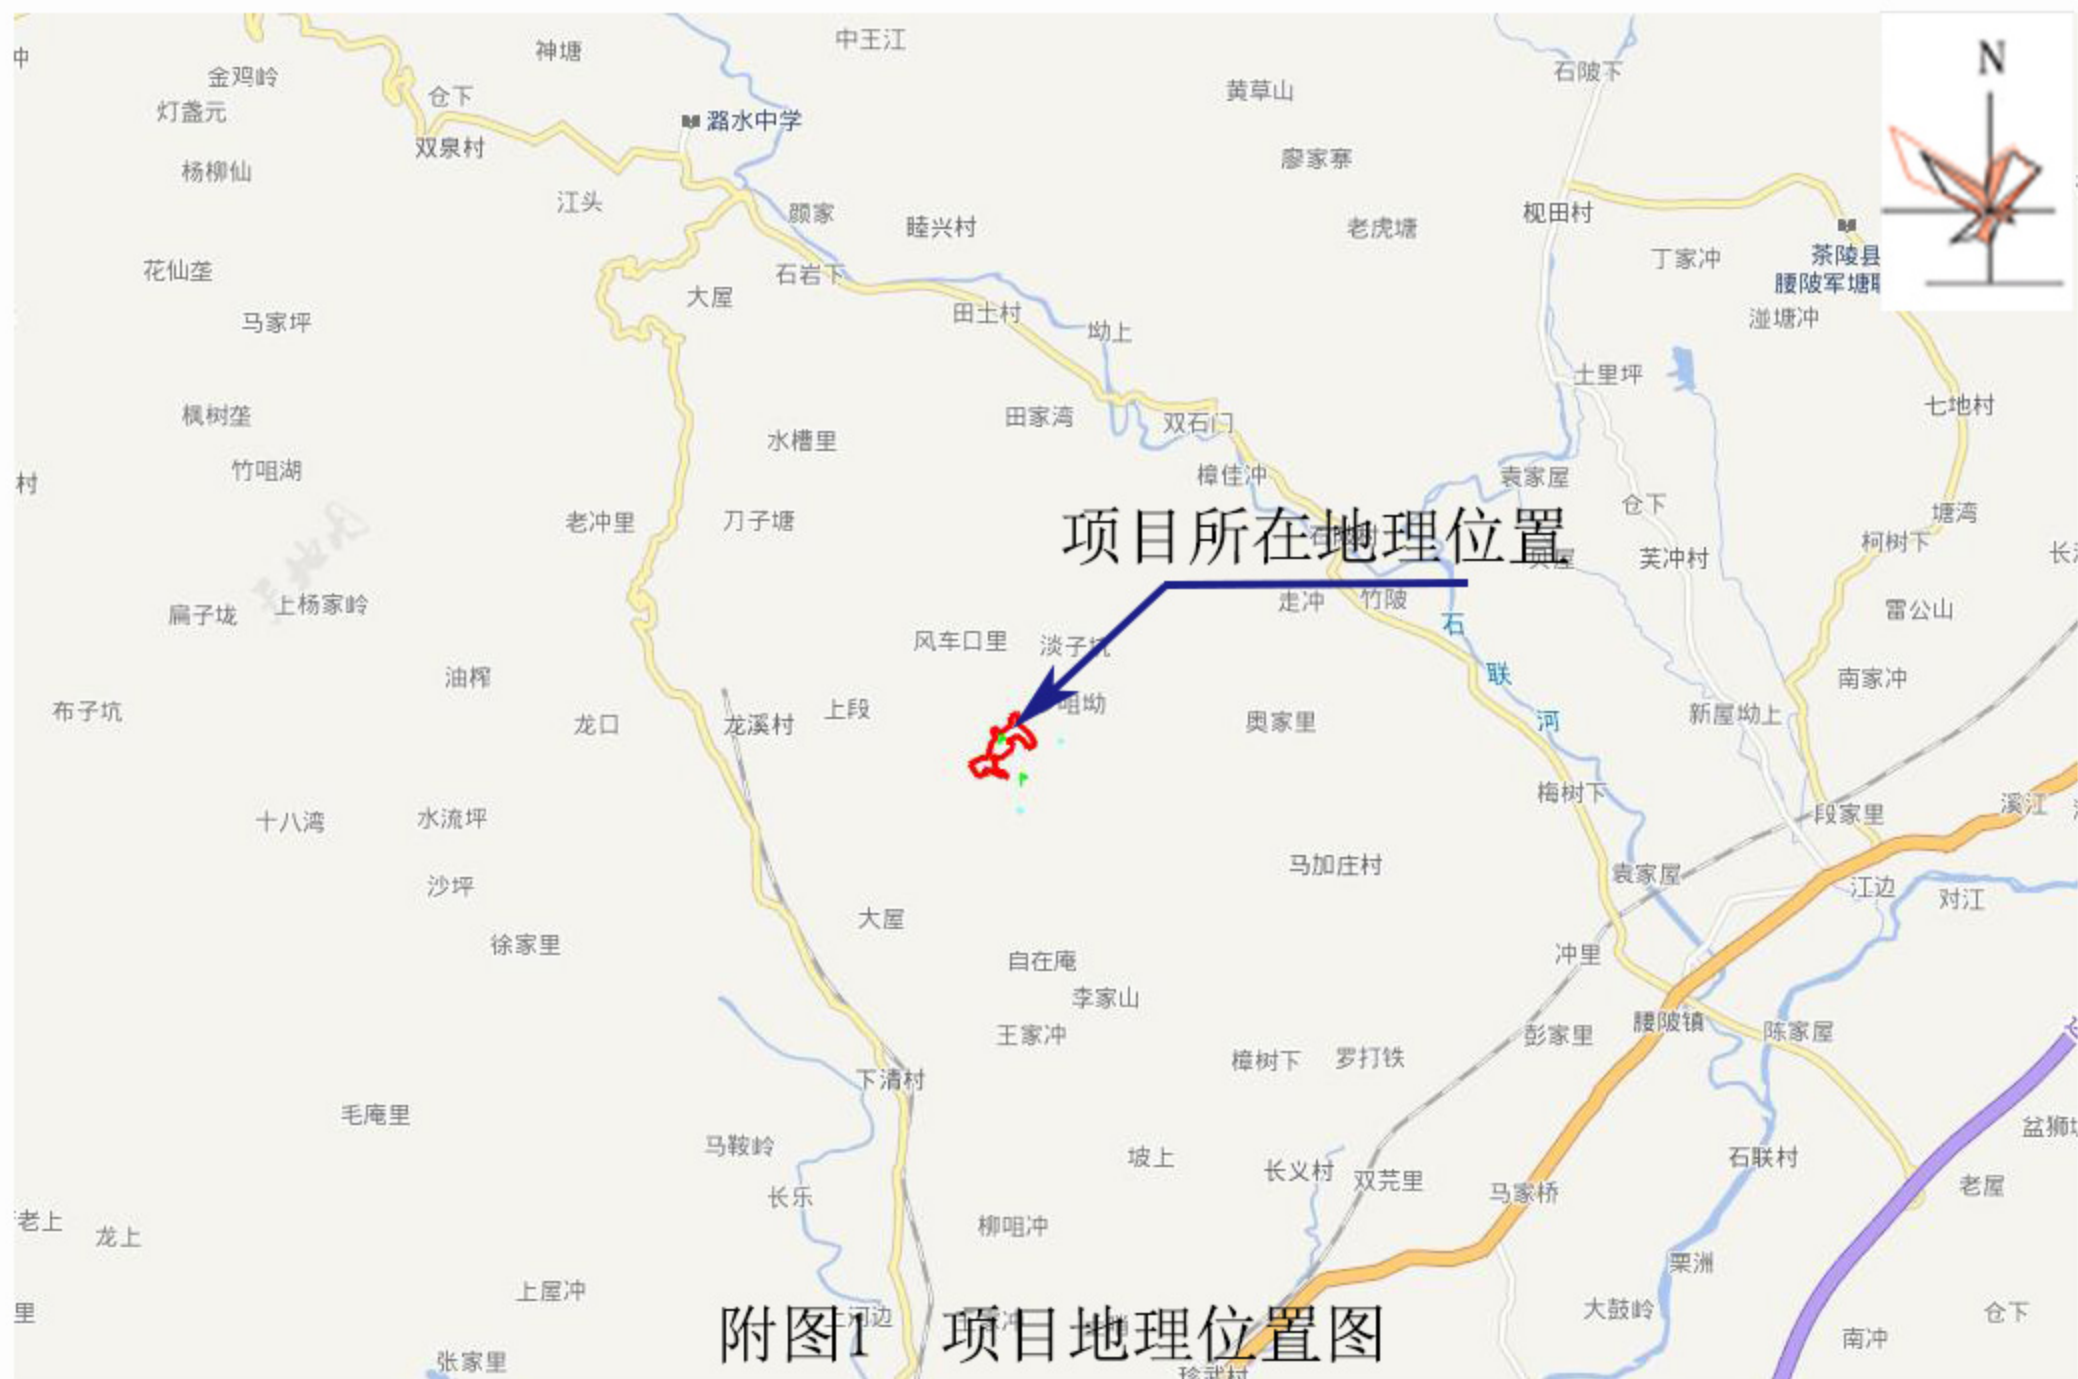 冲
神塘
中王江
N
金鸡岭
石陂下
灯盏元
仓下
黄草山
潞水中学
双泉村
廖家寨
杨柳仙
江头
颜家
睦兴村
老虎塘
枧田村
茶陵县
腰陂军塘
花仙垄
石岩下
丁家冲
大屋
马家坪
田土村
坳上
湴塘冲
土里坪
枫树垄
田家湾
双石门
七地村
水槽里
竹咀湖
樟佳冲
袁家屋
村
老冲里
刀子塘
仓下
塘湾
项目所在地理位置
柯树下
芙冲村
扁子垅
上杨家岭
走冲
竹陂
雷公山
石
联
河
风车口里
淡子坑
油榨
南家冲
布子坑
龙口
龙溪村
上段
咀坳
奥家里
新屋坳上
梅树下
十八湾
水流坪
段家里
溪江
马加庄村
沙坪
袁家屋
江边
对江
徐家里
大屋
自在庵
冲里
李家山
王家冲
腰陂镇
彭家里
陈家屋
樟树下
罗打铁
下清村
毛庵里
盆狮
马鞍岭
坡上
长义村
双芫里
石联村
长乐
马家桥
老屋
老上
龙上
柳咀冲
栗洲
上屋冲
里
上河边
大鼓岭
仓下
南冲
附图1 项目地理位置图
张家里
珍武村